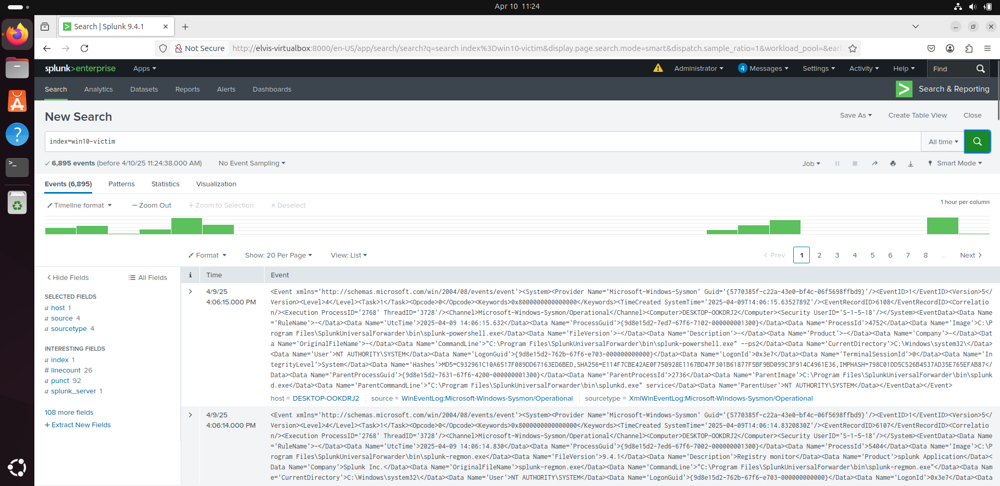 Apr 10 11:24
Search | Splunk 9.4.1
Not Secure
http://elvis-virtualbox:8000/en-US/app/search/search?q=search index%3Dwin10-victim&display.page.search.mode=smart&dispatch.sample_ratio=1&workload_pool=&earli
splunk>enterprise
Apps
Administrator
4 Messages
Settings
Activity
Help
Find
Search
Analytics
Datasets
Reports
Alerts
Dashboards
Search & Reporting
New Search
Save As
Create Table View
Close
index=win10-victim
All time
6,895 events (before 4/10/25 11:24:38.000 AM)
No Event Sampling
Job
Smart Mode
Events (6,895)
Patterns
Statistics
Visualization
Timeline format
Zoom Out
Zoom to Selection
Deselect
1 hour per column
Format
Show: 20 Per Page
View: List
Prev
1 2 3 4 5 6 7 8 ...
Next
Hide Fields
All Fields
SELECTED FIELDS
a host 1
a source 4
a sourcetype 4
INTERESTING FIELDS
a index 1
# linecount 26
a punct 92
a splunk_server 1
108 more fields
+ Extract New Fields
i Time Event
4/9/25
4:06:15.000 PM
<Event xmlns='http://schemas.microsoft.com/win/2004/08/events/event'><System><Provider Name='Microsoft-Windows-Sysmon' Guid='{5770385f-c22a-43e0-bf4c-06f5698ffbd9}'/><EventID>1</EventID><Version>5</
Version><Level>4</Level><Task>1</Task><Opcode>0</Opcode><Keywords>0x8000000000000000</Keywords><TimeCreated SystemTime='2025-04-09T14:06:15.6352789Z'/><EventRecordID>6108</EventRecordID><Correlatio
n/><Execution ProcessID='2768' ThreadID='3728'/><Channel>Microsoft-Windows-Sysmon/Operational</Channel><Computer>DESKTOP-OOKDRJ2</Computer><Security UserID='S-1-5-18'/></System><EventData><Data Name
='RuleName'>-</Data><Data Name='UtcTime'>2025-04-09 14:06:15.632</Data><Data Name='ProcessGuid'>{9d8e15d2-7ed7-67f6-7102-000000001300}</Data><Data Name='ProcessId'>4752</Data><Data Name='Image'>C:\P
rogram Files\SplunkUniversalForwarder\bin\splunk-powershell.exe</Data><Data Name='FileVersion'>-</Data><Data Name='Description'>-</Data><Data Name='Product'>-</Data><Data Name='Company'>-</Data><Dat
a Name='OriginalFileName'>-</Data><Data Name='CommandLine'>"C:\Program Files\SplunkUniversalForwarder\bin\splunk-powershell.exe" --ps2</Data><Data Name='CurrentDirectory'>C:\Windows\system32\</Data>
<Data Name='User'>NT AUTHORITY\SYSTEM</Data><Data Name='LogonGuid'>{9d8e15d2-762b-67f6-e703-000000000000}</Data><Data Name='LogonId'>0x3e7</Data><Data Name='TerminalSessionId'>0</Data><Data Name='In
tegrityLevel'>System</Data><Data Name='Hashes'>MD5=C932961C10A6517F089DD67163ED6BED,SHA256=E114F7CBE42AE0F750928E1167BD47F301B61877F5BF9BD099C3F914C4961E36,IMPHASH=798C01DD5C526B4537AD35E765EFAB87</
Data><Data Name='ParentProcessGuid'>{9d8e15d2-7631-67f6-4200-000000001300}</Data><Data Name='ParentProcessId'>2736</Data><Data Name='ParentImage'>C:\Program Files\SplunkUniversalForwarder\bin\splunk
d.exe</Data><Data Name='ParentCommandLine'>"C:\Program Files\SplunkUniversalForwarder\bin\splunkd.exe" service</Data><Data Name='ParentUser'>NT AUTHORITY\SYSTEM</Data></EventData></Event>
host = DESKTOP-OOKDRJ2 source = WinEventLog:Microsoft-Windows-Sysmon/Operational sourcetype = XmlWinEventLog:Microsoft-Windows-Sysmon/Operational
4/9/25
4:06:14.000 PM
<Event xmlns='http://schemas.microsoft.com/win/2004/08/events/event'><System><Provider Name='Microsoft-Windows-Sysmon' Guid='{5770385f-c22a-43e0-bf4c-06f5698ffbd9}'/><EventID>1</EventID><Version>5</
Version><Level>4</Level><Task>1</Task><Opcode>0</Opcode><Keywords>0x8000000000000000</Keywords><TimeCreated SystemTime='2025-04-09T14:06:14.8320830Z'/><EventRecordID>6107</EventRecordID><Correlatio
n/><Execution ProcessID='2768' ThreadID='3728'/><Channel>Microsoft-Windows-Sysmon/Operational</Channel><Computer>DESKTOP-OOKDRJ2</Computer><Security UserID='S-1-5-18'/></System><EventData><Data Name
='RuleName'>-</Data><Data Name='UtcTime'>2025-04-09 14:06:14.830</Data><Data Name='ProcessGuid'>{9d8e15d2-7ed6-67f6-7002-000000001300}</Data><Data Name='ProcessId'>5404</Data><Data Name='Image'>C:\P
rogram Files\SplunkUniversalForwarder\bin\splunk-regmon.exe</Data><Data Name='FileVersion'>9.4.1</Data><Data Name='Description'>Registry monitor</Data><Data Name='Product'>splunk Application</Data><
Data Name='Company'>Splunk Inc.</Data><Data Name='OriginalFileName'>splunk-regmon.exe</Data><Data Name='CommandLine'>"C:\Program Files\SplunkUniversalForwarder\bin\splunk-regmon.exe"</Data><Data Nam
e='CurrentDirectory'>C:\Windows\system32\</Data><Data Name='User'>NT AUTHORITY\SYSTEM</Data><Data Name='LogonGuid'>{9d8e15d2-762b-67f6-e703-000000000000}</Data><Data Name='LogonId'>0x3e7</Data><Data